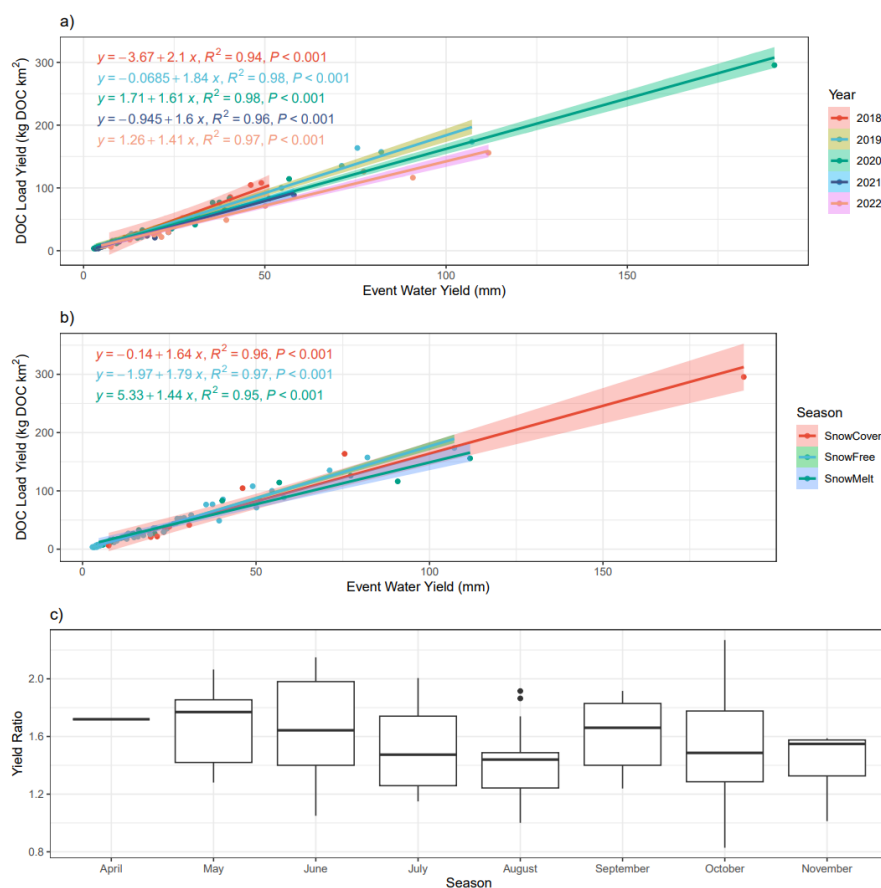 a)
y = −3.67 + 2.1 x, R² = 0.94, P < 0.001
y = −0.0685 + 1.84 x, R² = 0.98, P < 0.001
y = 1.71 + 1.61 x, R² = 0.98, P < 0.001
y = −0.945 + 1.6 x, R² = 0.96, P < 0.001
y = 1.26 + 1.41 x, R² = 0.97, P < 0.001
DOC Load Yield (kg DOC km²)
300
200
100
0
0 50 100 150
Event Water Yield (mm)
Year
2018
2019
2020
2021
2022
b)
y = −0.14 + 1.64 x, R² = 0.96, P < 0.001
y = −1.97 + 1.79 x, R² = 0.97, P < 0.001
y = 5.33 + 1.44 x, R² = 0.95, P < 0.001
DOC Load Yield (kg DOC km²)
300
200
100
0
0 50 100 150
Event Water Yield (mm)
Season
SnowCover
SnowFree
SnowMelt
c)
Yield Ratio
2.0
1.6
1.2
0.8
April May June July August September October November
Season